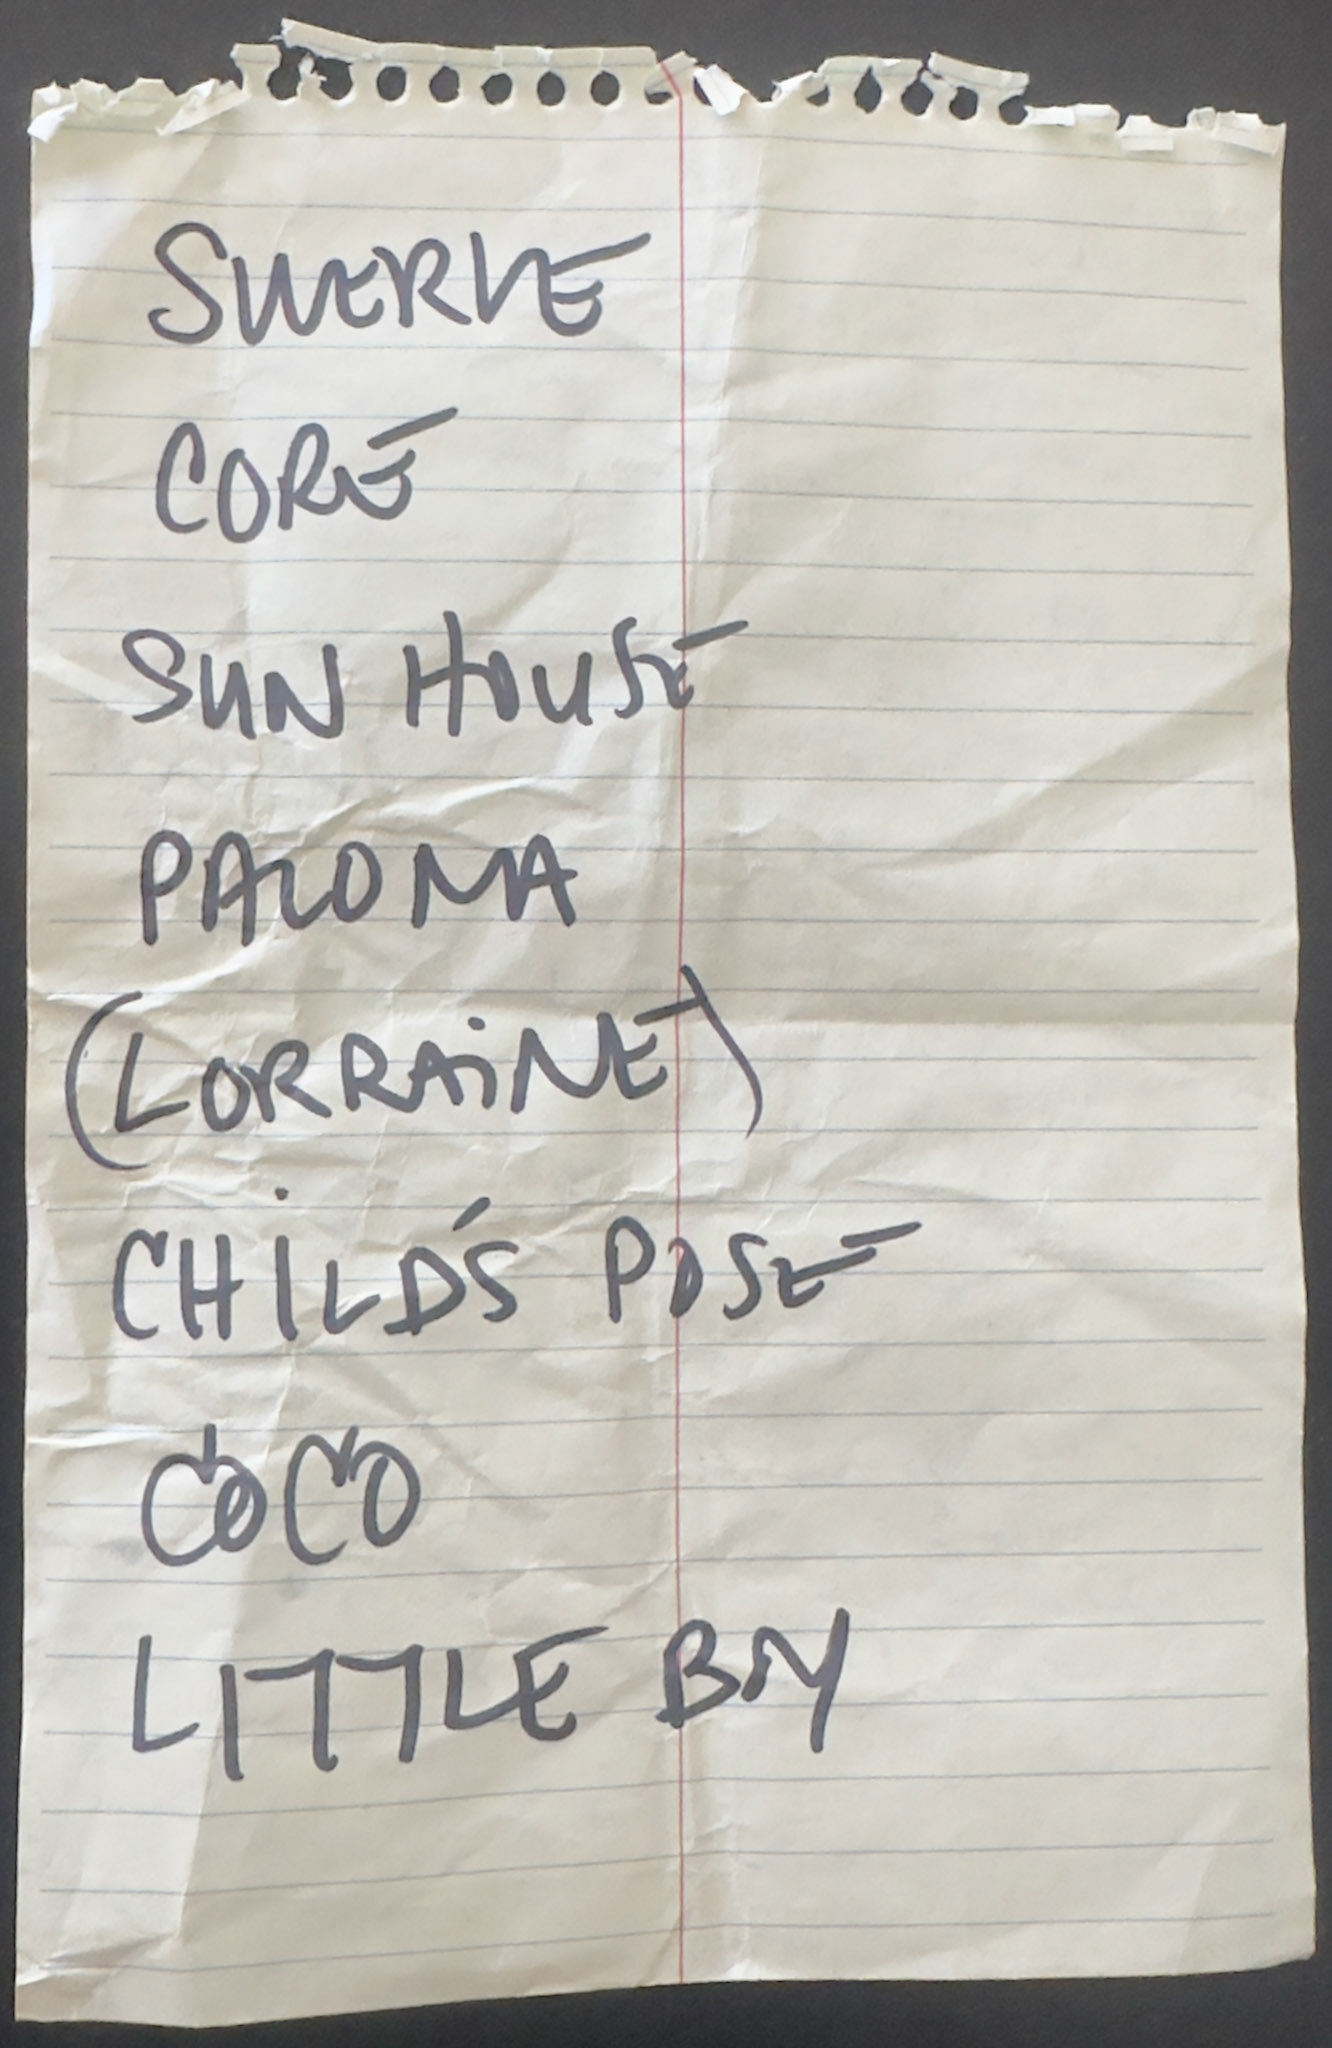 SWERVE
CORE
SUN HOUSE
PALOMA
(LORRAiNE)
CHiLD'S POSE
COCO
LITTLE BOY